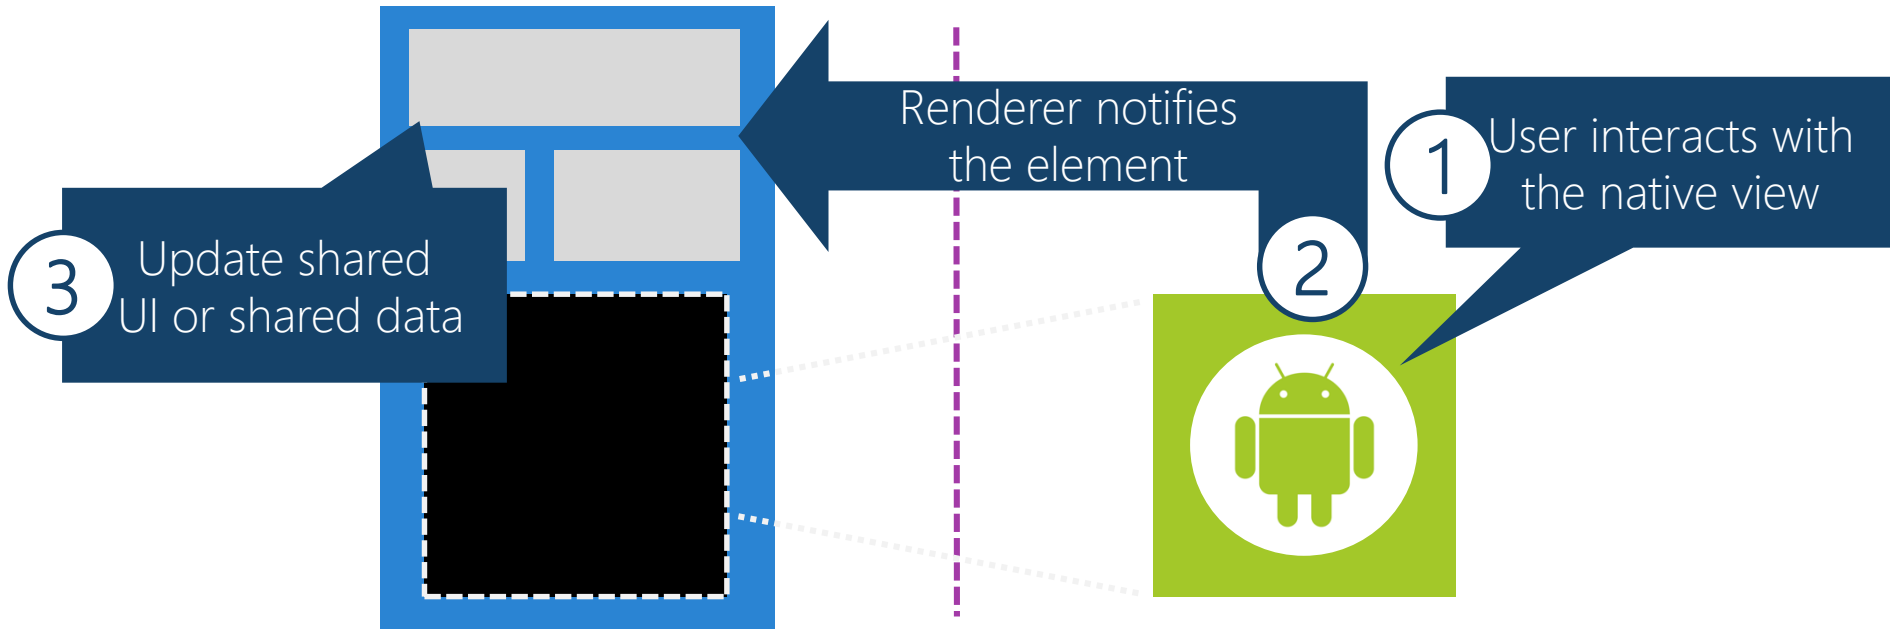 1
User interacts with
the native view
2
Renderer notifies
the element
3
Update shared
UI or shared data